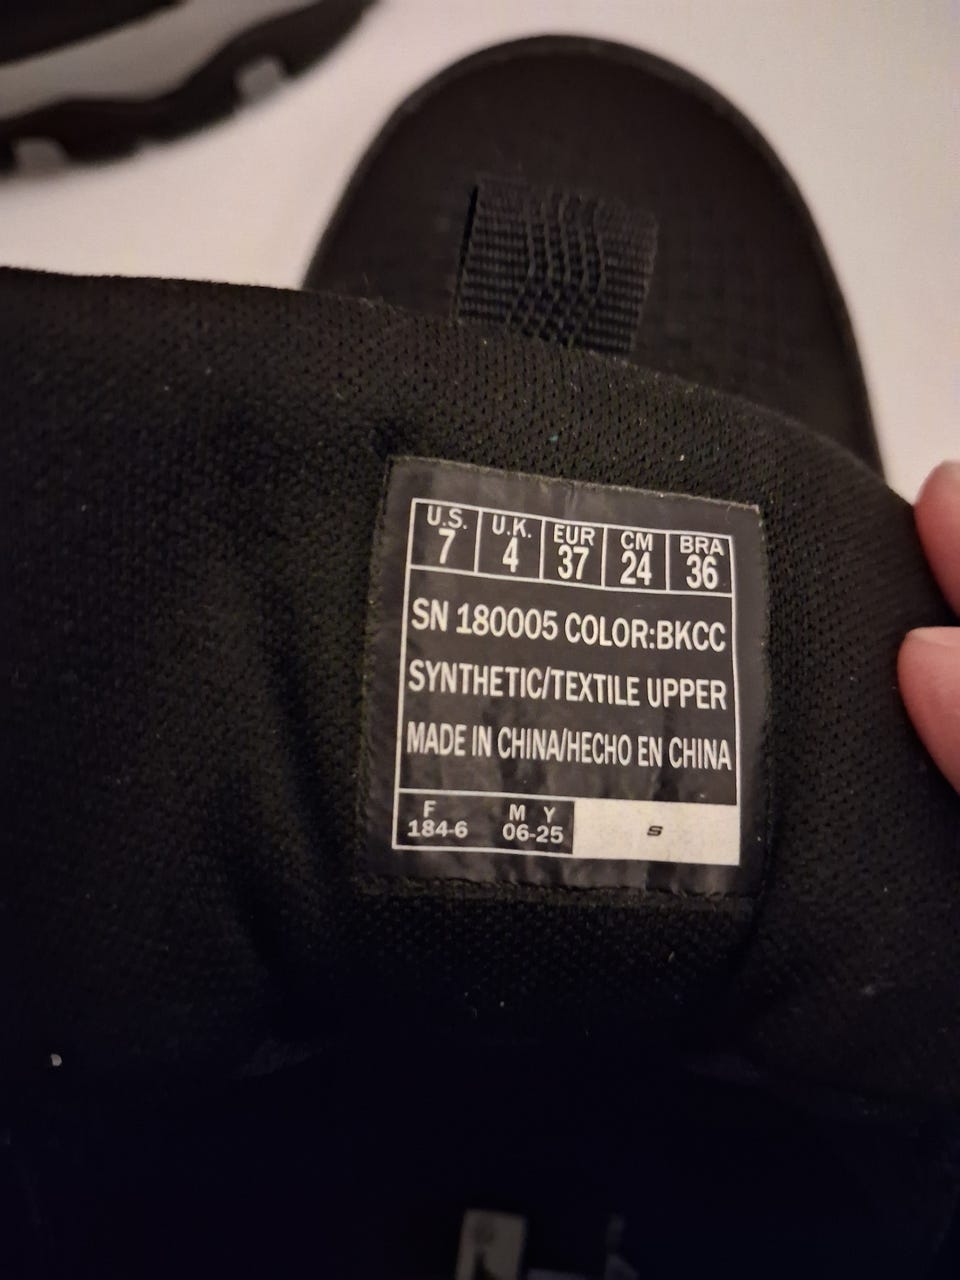 U.S. U.K. EUR CM BRA
7 4 37 24 36
SN 180005 COLOR:BKCC
SYNTHETIC/TEXTILE UPPER
MADE IN CHINA/HECHO EN CHINA
F M Y
184-6 06-25
S